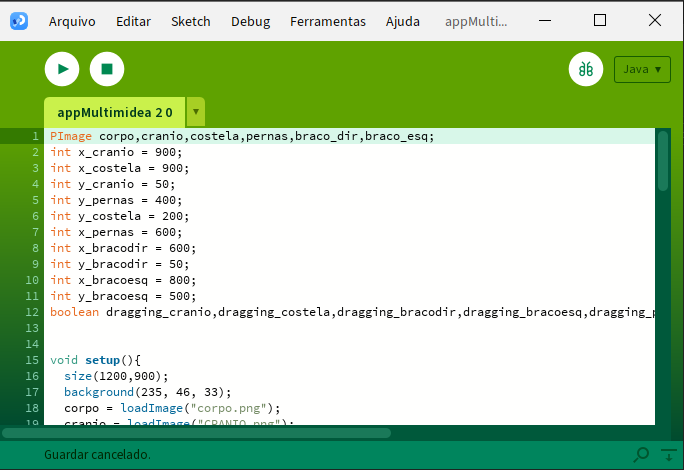 Arquivo Editar Sketch Debug Ferramentas Ajuda appMulti...
Java ▾
appMultimidea 2 0 ▾
1 PImage corpo,cranio,costela,pernas,braco_dir,braco_esq;
2 int x_cranio = 900;
3 int x_costela = 900;
4 int y_cranio = 50;
5 int y_pernas = 400;
6 int y_costela = 200;
7 int x_pernas = 600;
8 int x_bracodir = 600;
9 int y_bracodir = 50;
10 int x_bracoesq = 800;
11 int y_bracoesq = 500;
12 boolean dragging_cranio,dragging_costela,dragging_bracodir,dragging_bracoesq,dragging_p
13
14
15 void setup(){
16 size(1200,900);
17 background(235, 46, 33);
18 corpo = loadImage("corpo.png");
19 cranio = loadImage("CRANIO.png");
Guardar cancelado.